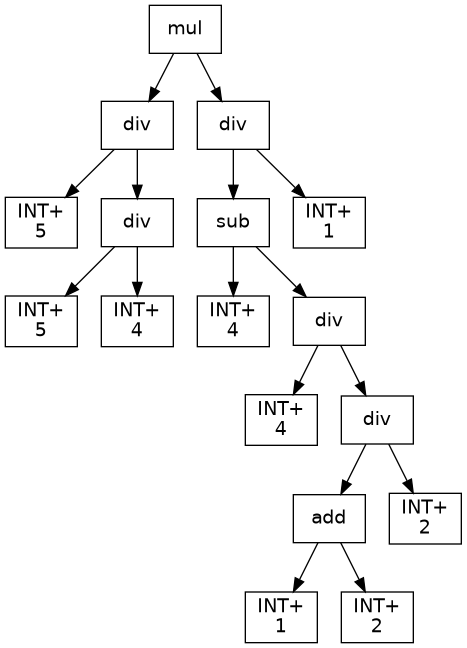 mul
div
div
INT+
5
div
sub
INT+
1
INT+
5
INT+
4
INT+
4
div
INT+
4
div
add
INT+
2
INT+
1
INT+
2